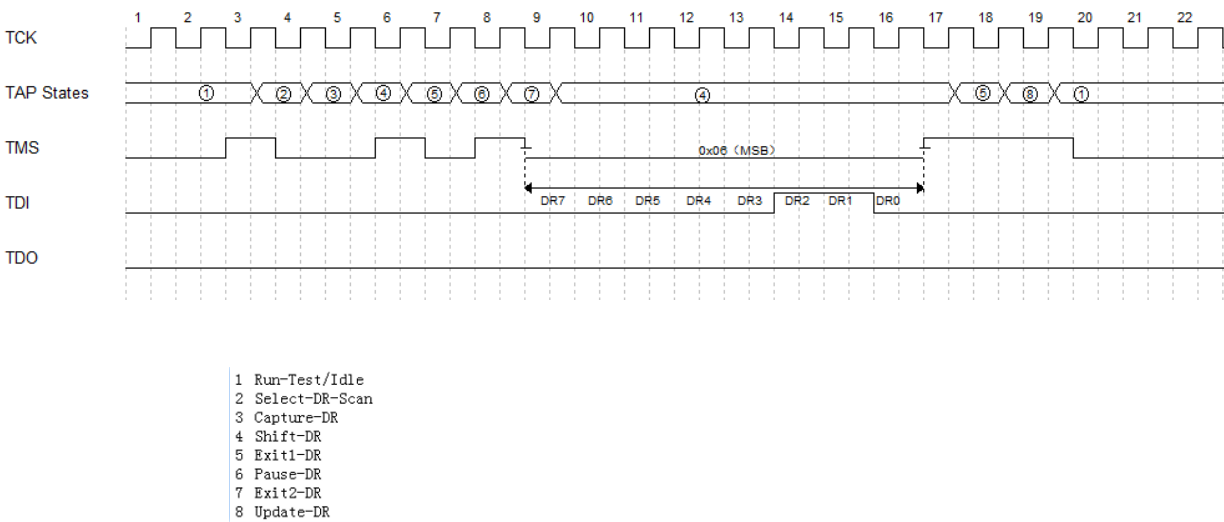 1 2 3 4 5 6 7 8 9 10 11 12 13 14 15 16 17 18 19 20 21 22
TCK
TAP States ① ② ③ ④ ⑤ ⑥ ⑦ ④ ⑤ ⑧ ①
TMS 0x06（MSB）
TDI DR7 DR6 DR5 DR4 DR3 DR2 DR1 DR0
TDO
1 Run-Test/Idle
2 Select-DR-Scan
3 Capture-DR
4 Shift-DR
5 Exit1-DR
6 Pause-DR
7 Exit2-DR
8 Update-DR